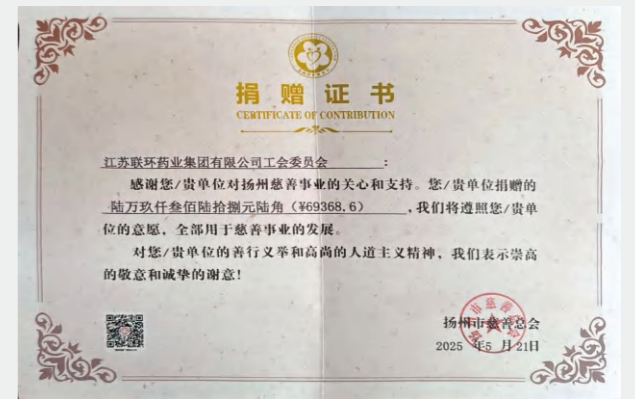 捐赠证书
CERTIFICATE OF CONTRIBUTION
江苏联环药业集团有限公司工会委员会:
感谢您/贵单位对扬州慈善事业的关心和支持。您/贵单位捐赠的
陆万玖仟叁佰陆拾捌元陆角（¥69368.6），我们将遵照您/贵单
位的意愿，全部用于慈善事业的发展。
对您/贵单位的善行义举和高尚的人道主义精神，我们表示崇高
的敬意和诚挚的谢意!
扬州市慈善总会
2025 年5 月21日